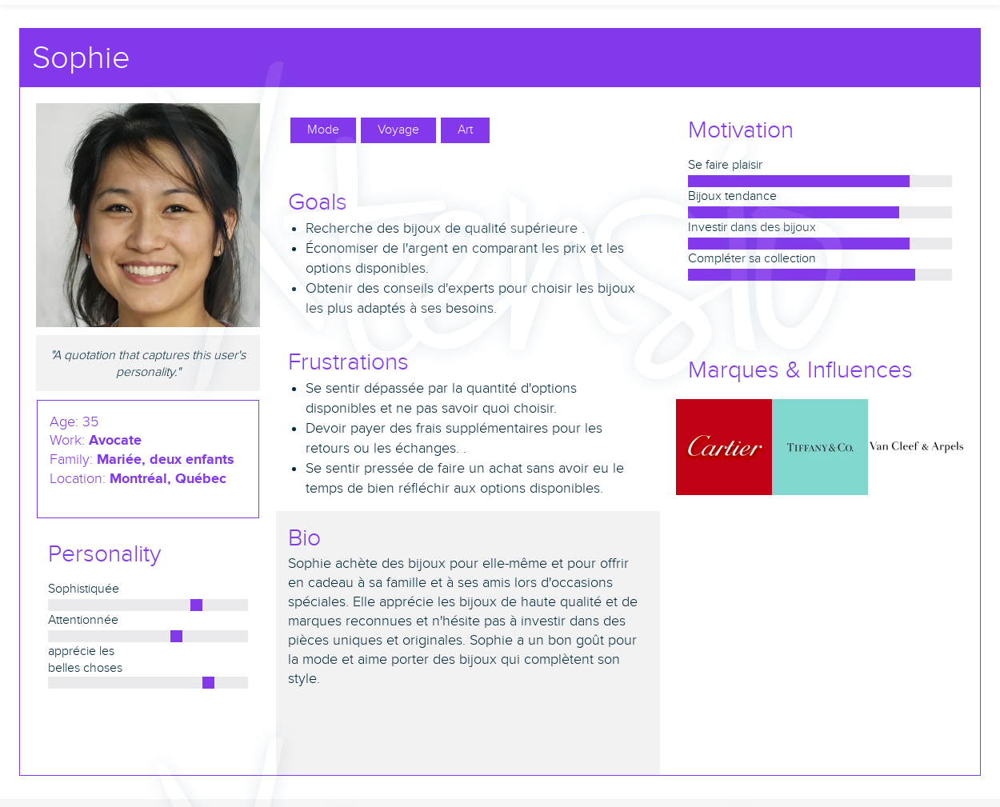 Sophie
"A quotation that captures this user's
personality."
Age: 35
Work: Avocate
Family: Mariée, deux enfants
Location: Montréal, Québec
Personality
Sophistiquée
Attentionnée
apprécie les
belles choses
Mode Voyage Art
Goals
• Recherche des bijoux de qualité supérieure .
• Économiser de l'argent en comparant les prix et les
options disponibles.
• Obtenir des conseils d'experts pour choisir les bijoux
les plus adaptés à ses besoins.
Frustrations
• Se sentir dépassée par la quantité d'options
disponibles et ne pas savoir quoi choisir.
• Devoir payer des frais supplémentaires pour les
retours ou les échanges. .
• Se sentir pressée de faire un achat sans avoir eu le
temps de bien réfléchir aux options disponibles.
Bio
Sophie achète des bijoux pour elle-même et pour offrir
en cadeau à sa famille et à ses amis lors d'occasions
spéciales. Elle apprécie les bijoux de haute qualité et de
marques reconnues et n'hésite pas à investir dans des
pièces uniques et originales. Sophie a un bon goût pour
la mode et aime porter des bijoux qui complètent son
style.
Motivation
Se faire plaisir
Bijoux tendance
Investir dans des bijoux
Compléter sa collection
Marques & Influences
Cartier
TIFFANY & CO.
Van Cleef & Arpels
Xtensio